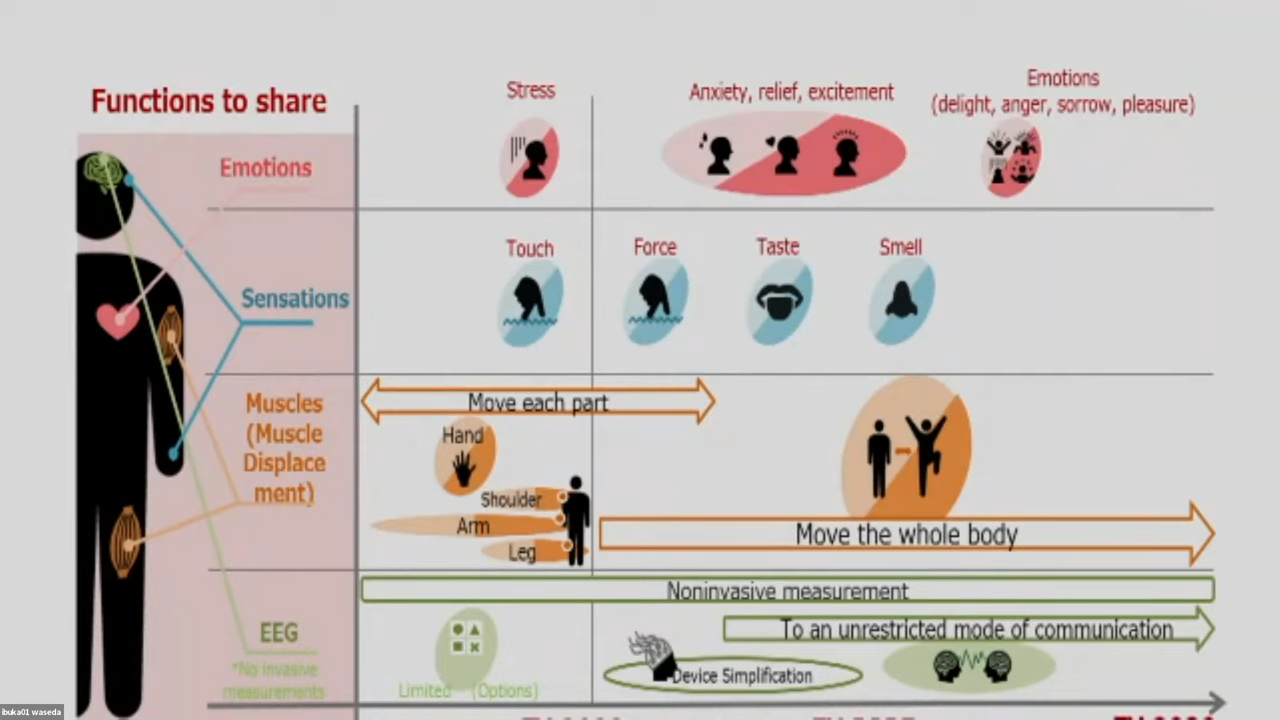 Functions to share
Stress
Anxiety, relief, excitement
Emotions
(delight, anger, sorrow, pleasure)
Emotions
Touch
Force
Taste
Smell
Sensations
Move each part
Muscles
(Muscle
Displace
ment)
Hand
Shoulder
Arm
Leg
Move the whole body
Noninvasive measurement
EEG
*No invasive
measurements
To an unrestricted mode of communication
Limited (Options)
Device Simplification
ibuka01 waseda